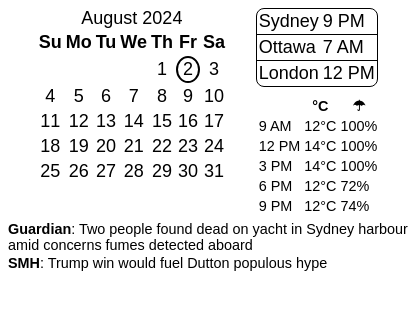 August 2024
Su Mo Tu We Th Fr Sa
1 2 3
4 5 6 7 8 9 10
11 12 13 14 15 16 17
18 19 20 21 22 23 24
25 26 27 28 29 30 31
Sydney 9 PM
Ottawa 7 AM
London 12 PM
°C ☂
9 AM 12°C 100%
12 PM 14°C 100%
3 PM 14°C 100%
6 PM 12°C 72%
9 PM 12°C 74%
Guardian: Two people found dead on yacht in Sydney harbour
amid concerns fumes detected aboard
SMH: Trump win would fuel Dutton populous hype